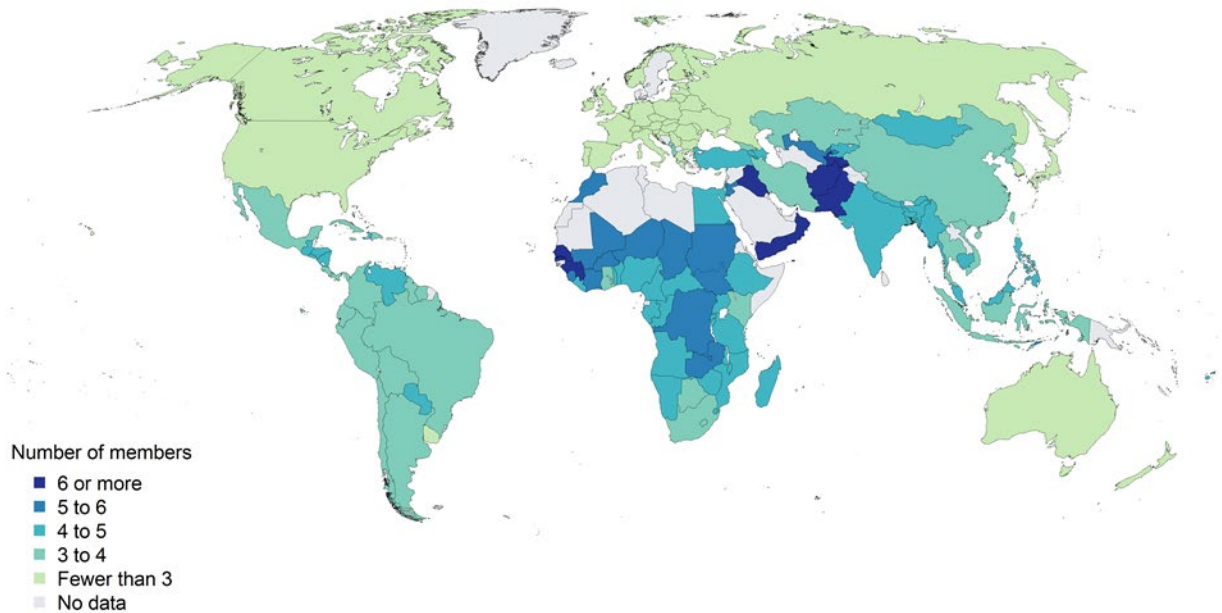 Number of members
6 or more
5 to 6
4 to 5
3 to 4
Fewer than 3
No data